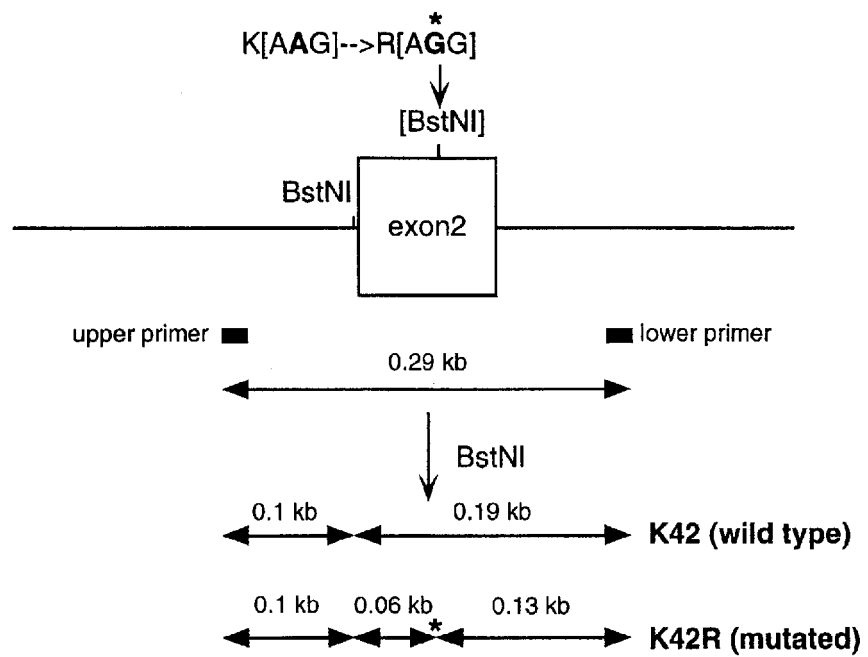 *
K[AAG]-->R[AGG]
[BstNI]
BstNI
exon2
upper primer
lower primer
0.29 kb
BstNI
0.1 kb 0.19 kb
K42 (wild type)
0.1 kb 0.06 kb 0.13 kb
*
K42R (mutated)